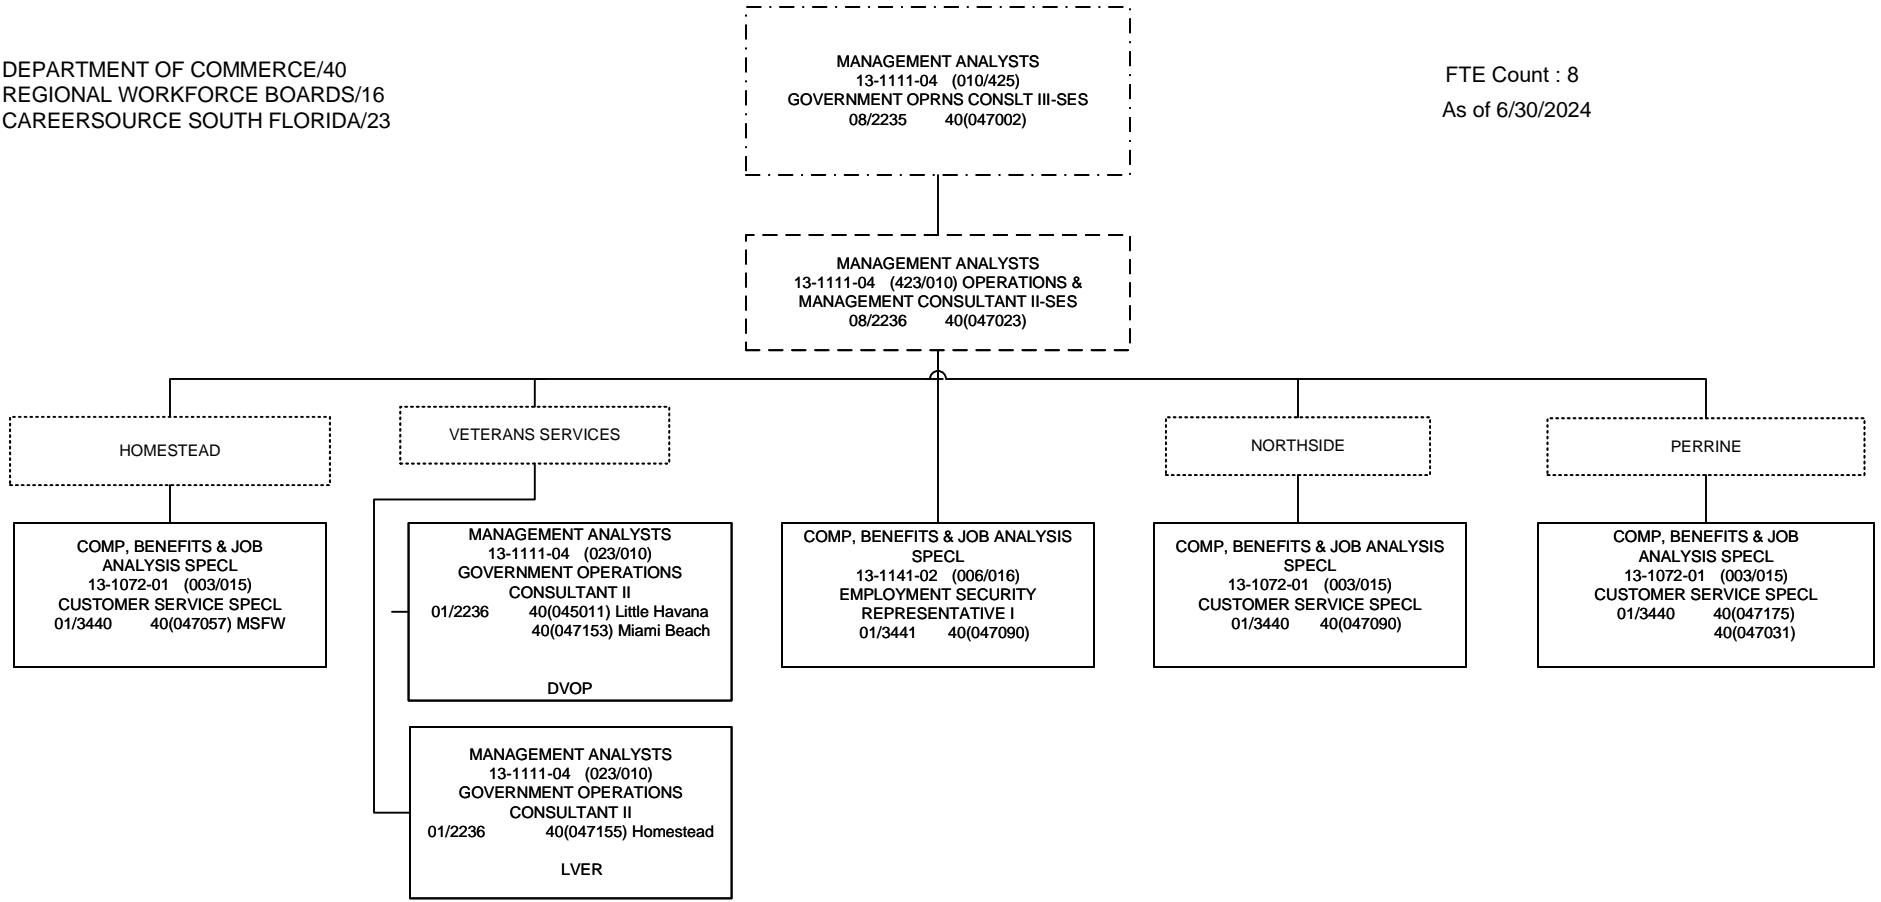 DEPARTMENT OF COMMERCE/40
REGIONAL WORKFORCE BOARDS/16
CAREERSOURCE SOUTH FLORIDA/23
MANAGEMENT ANALYSTS
13-1111-04 (010/425)
GOVERNMENT OPRNS CONSLT III-SES
08/2235 40(047002)
FTE Count : 8
As of 6/30/2024
MANAGEMENT ANALYSTS
13-1111-04 (423/010) OPERATIONS &
MANAGEMENT CONSULTANT II-SES
08/2236 40(047023)
HOMESTEAD
VETERANS SERVICES
NORTHSIDE
PERRINE
COMP, BENEFITS & JOB
ANALYSIS SPECL
13-1072-01 (003/015)
CUSTOMER SERVICE SPECL
01/3440 40(047057) MSFW
MANAGEMENT ANALYSTS
13-1111-04 (023/010)
GOVERNMENT OPERATIONS
CONSULTANT II
01/2236 40(045011) Little Havana
40(047153) Miami Beach
DVOP
COMP, BENEFITS & JOB ANALYSIS
SPECL
13-1141-02 (006/016)
EMPLOYMENT SECURITY
REPRESENTATIVE I
01/3441 40(047090)
COMP, BENEFITS & JOB ANALYSIS
SPECL
13-1072-01 (003/015)
CUSTOMER SERVICE SPECL
01/3440 40(047090)
COMP, BENEFITS & JOB
ANALYSIS SPECL
13-1072-01 (003/015)
CUSTOMER SERVICE SPECL
01/3440 40(047175)
40(047031)
MANAGEMENT ANALYSTS
13-1111-04 (023/010)
GOVERNMENT OPERATIONS
CONSULTANT II
01/2236 40(047155) Homestead
LVER